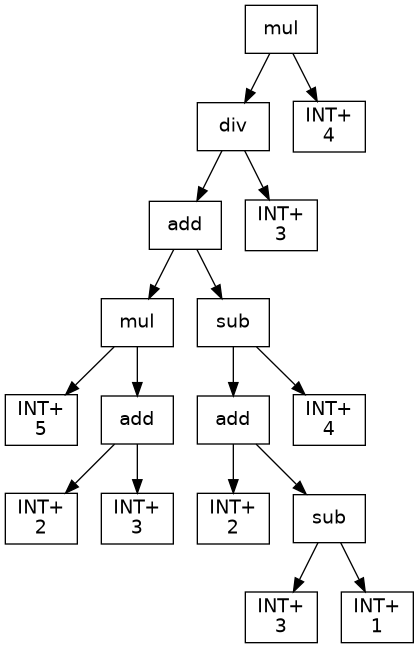 mul
div
INT+
4
add
INT+
3
mul
sub
INT+
5
add
add
INT+
4
INT+
2
INT+
3
INT+
2
sub
INT+
3
INT+
1